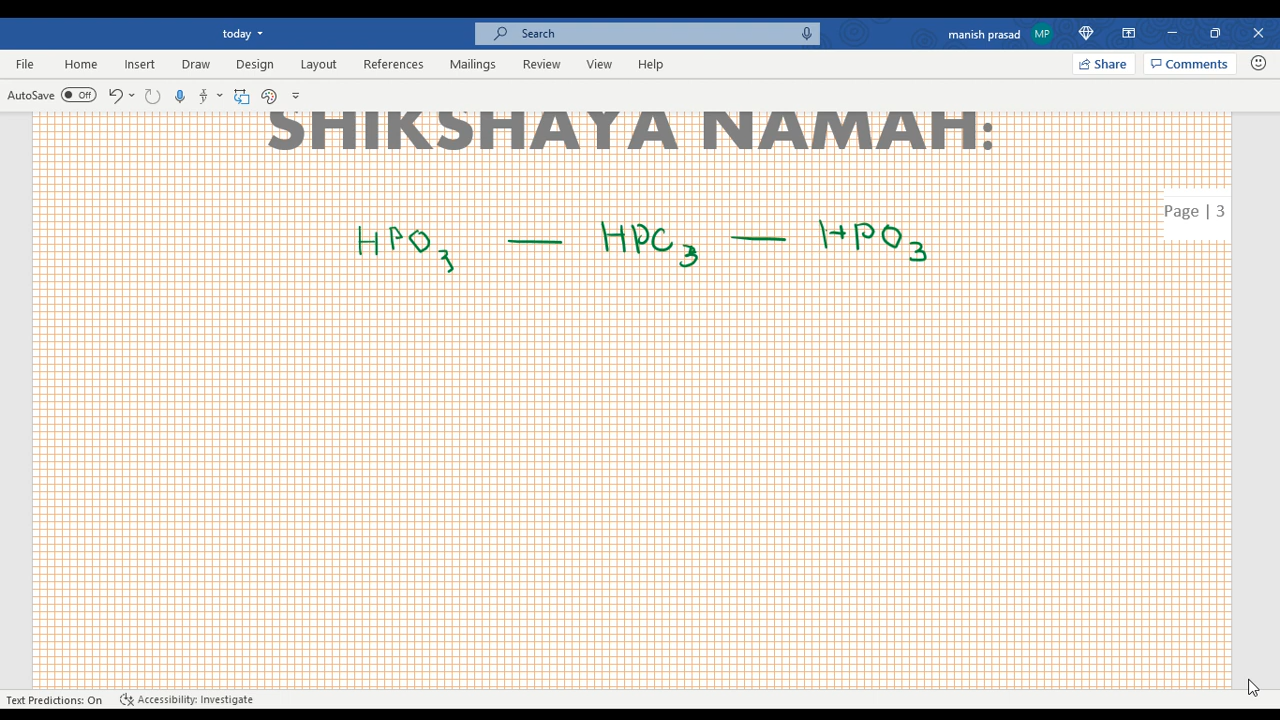 today
Search
manish prasad MP
File Home Insert Draw Design Layout References Mailings Review View Help Share Comments
AutoSave Off
SHIKSHAYA NAMAH:
Page | 3
HPO3 — HPC3 — HPO3
Text Predictions: On Accessibility: Investigate